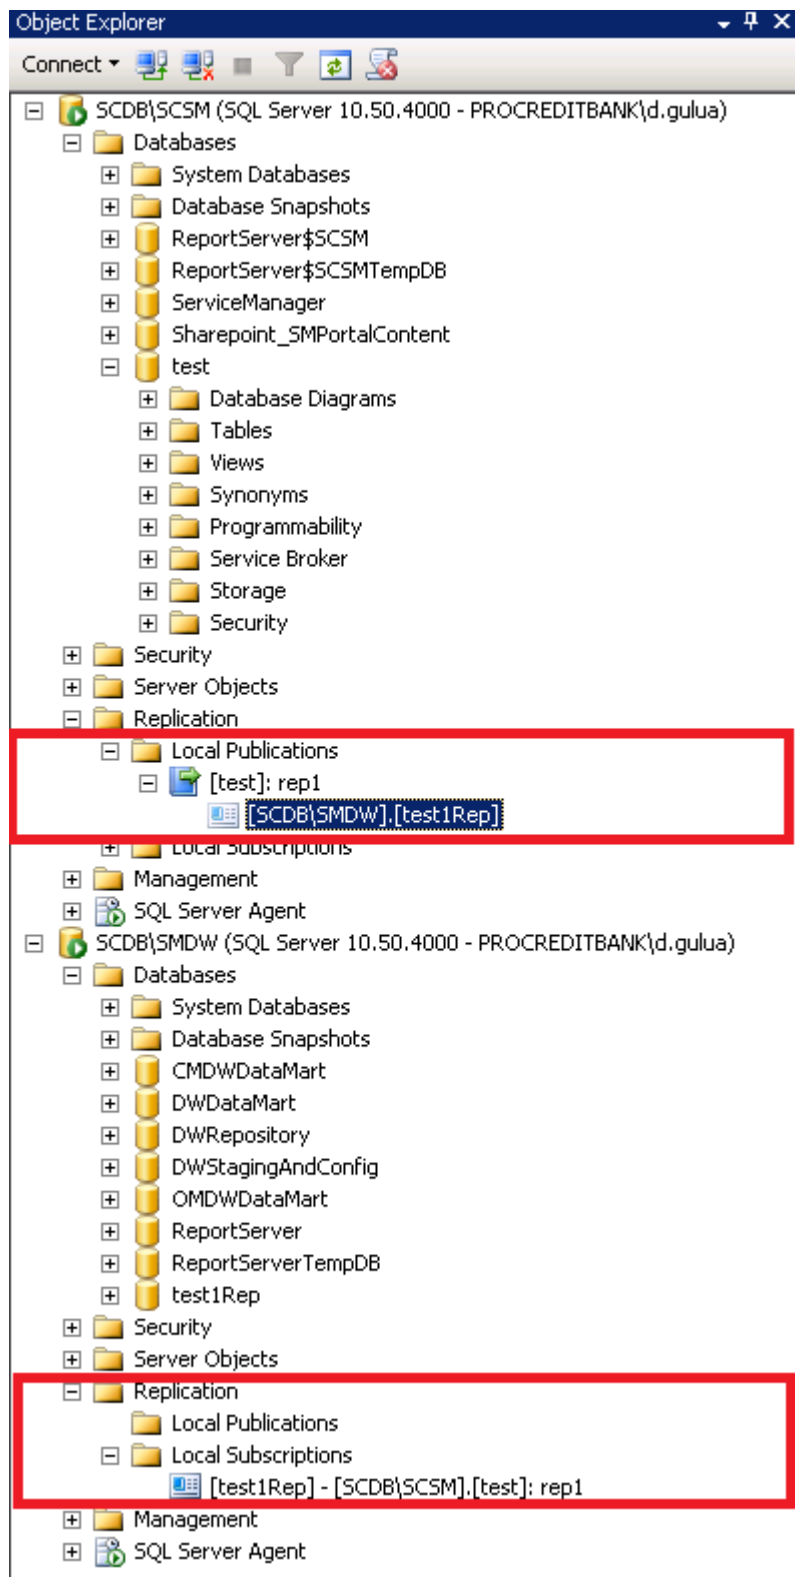 Object Explorer
Connect
SCDB\SCSM (SQL Server 10.50.4000 - PROCREDITBANK\d.gulua)
Databases
System Databases
Database Snapshots
ReportServer$SCSM
ReportServer$SCSMTempDB
ServiceManager
Sharepoint_SMPortalContent
test
Database Diagrams
Tables
Views
Synonyms
Programmability
Service Broker
Storage
Security
Security
Server Objects
Replication
Local Publications
[test]: rep1
[SCDB\SMDW].[test1Rep]
Local Subscriptions
Management
SQL Server Agent
SCDB\SMDW (SQL Server 10.50.4000 - PROCREDITBANK\d.gulua)
Databases
System Databases
Database Snapshots
CMDWDataMart
DWDataMart
DWRepository
DWStagingAndConfig
OMDWDataMart
ReportServer
ReportServerTempDB
test1Rep
Security
Server Objects
Replication
Local Publications
Local Subscriptions
[test1Rep] - [SCDB\SCSM].[test]: rep1
Management
SQL Server Agent